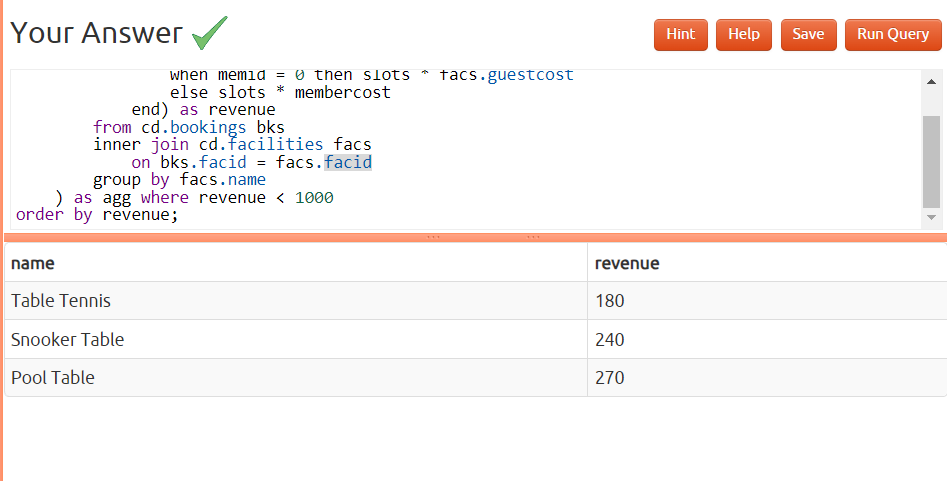 Your Answer
Hint Help Save Run Query
when memid = 0 then slots * facs.guestcost
else slots * membercost
end) as revenue
from cd.bookings bks
inner join cd.facilities facs
on bks.facid = facs.facid
group by facs.name
) as agg where revenue < 1000
order by revenue;
name revenue
Table Tennis 180
Snooker Table 240
Pool Table 270